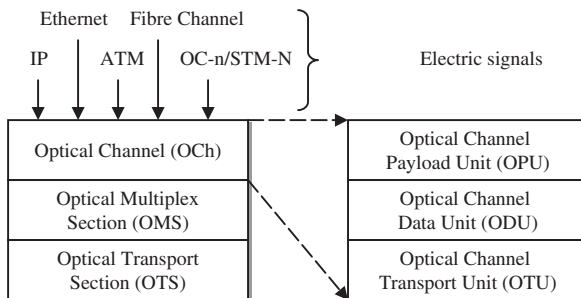 Ethernet Fibre Channel
IP ATM OC-n/STM-N Electric signals
Optical Channel (OCh)
Optical Multiplex
Section (OMS)
Optical Transport
Section (OTS)
Optical Channel
Payload Unit (OPU)
Optical Channel
Data Unit (ODU)
Optical Channel
Transport Unit (OTU)